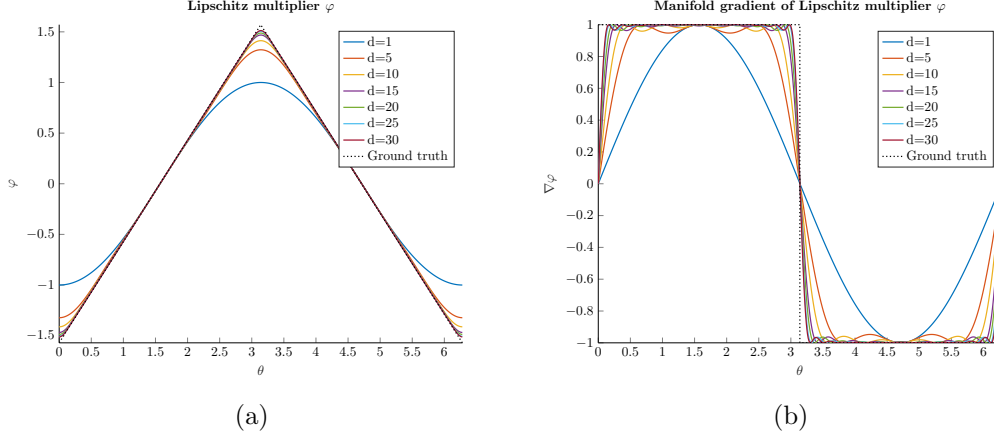 Lipschitz multiplier φ
1.5
1
0.5
0
−0.5
−1
−1.5
φ
0 0.5 1 1.5 2 2.5 3 3.5 4 4.5 5 5.5 6
θ
d=1
d=5
d=10
d=15
d=20
d=25
d=30
Ground truth
(a)
Manifold gradient of Lipschitz multiplier φ
1
0.8
0.6
0.4
0.2
0
−0.2
−0.4
−0.6
−0.8
−1
∇φ
0 0.5 1 1.5 2 2.5 3 3.5 4 4.5 5 5.5 6
θ
d=1
d=5
d=10
d=15
d=20
d=25
d=30
Ground truth
(b)